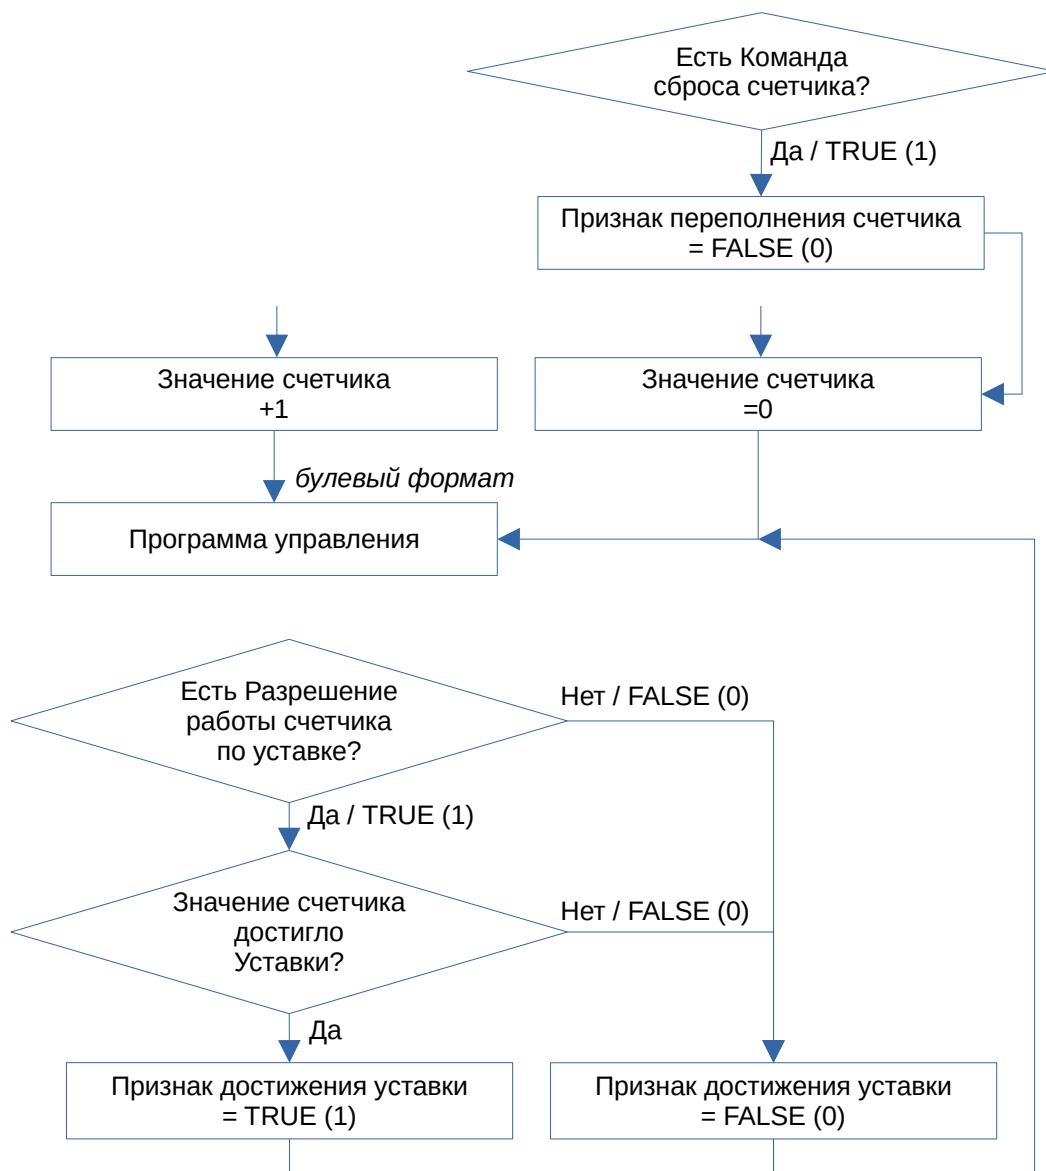 Есть Команда
сброса счетчика?
Да / TRUE (1)
Признак переполнения счетчика
= FALSE (0)
Значение счетчика
+1
Значение счетчика
=0
булевый формат
Программа управления
Есть Разрешение
работы счетчика
по уставке?
Нет / FALSE (0)
Да / TRUE (1)
Значение счетчика
достигло
Уставки?
Нет / FALSE (0)
Да
Признак достижения уставки
= TRUE (1)
Признак достижения уставки
= FALSE (0)